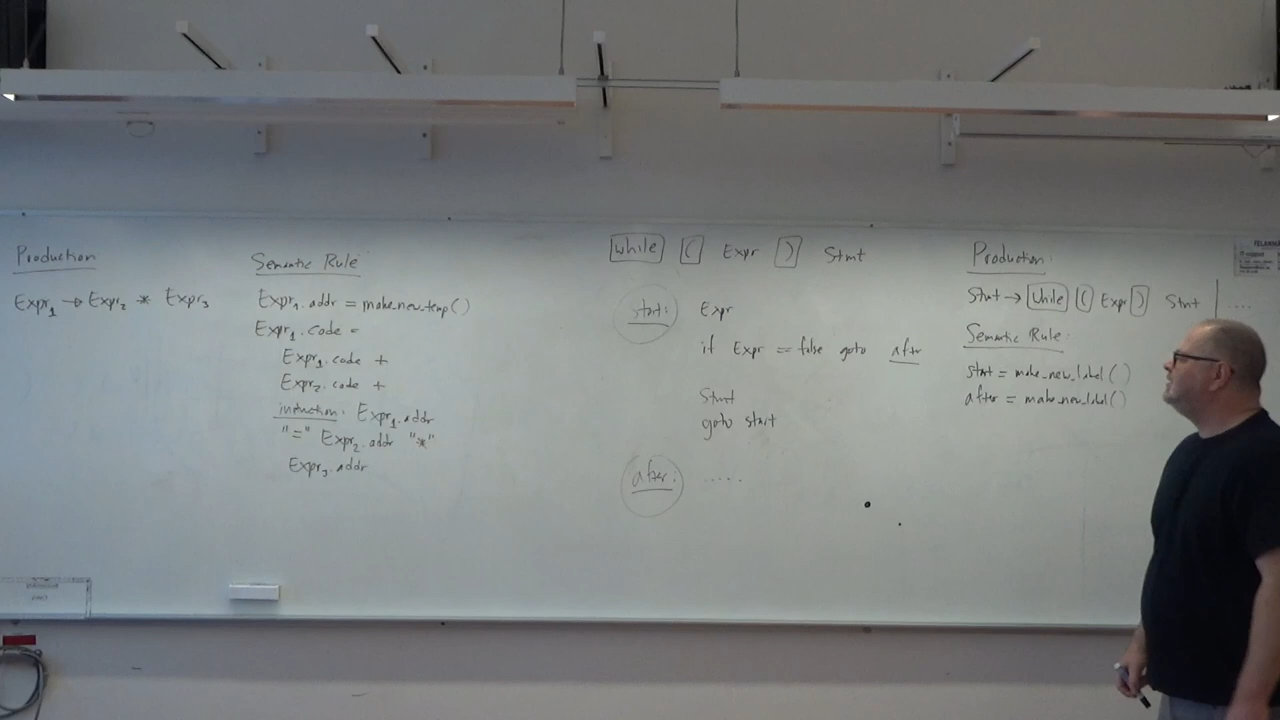 Production
Expr₁ → Expr₂ * Expr₃
Semantic Rule
Expr₁.addr = make_new_temp()
Expr₁.code =
Expr₁.code +
Expr₂.code +
instruction: Expr₁.addr
"=" Expr₂.addr "*"
Expr₃.addr
while ( Expr ) Stmt
start: Expr
if Expr == false goto after
Stmt
goto start
after: .....
Production:
Stmt → While ( Expr ) Stmt | ....
Semantic Rule:
start = make_new_label()
after = make_new_label()